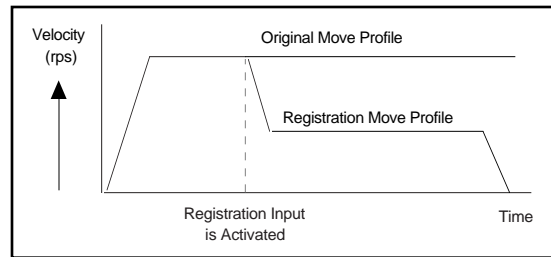 Velocity
(rps)
Original Move Profile
Registration Move Profile
Registration Input
is Activated
Time